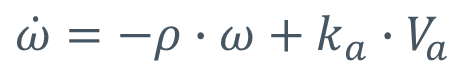 ω̇ = −ρ · ω + kₐ · Vₐ